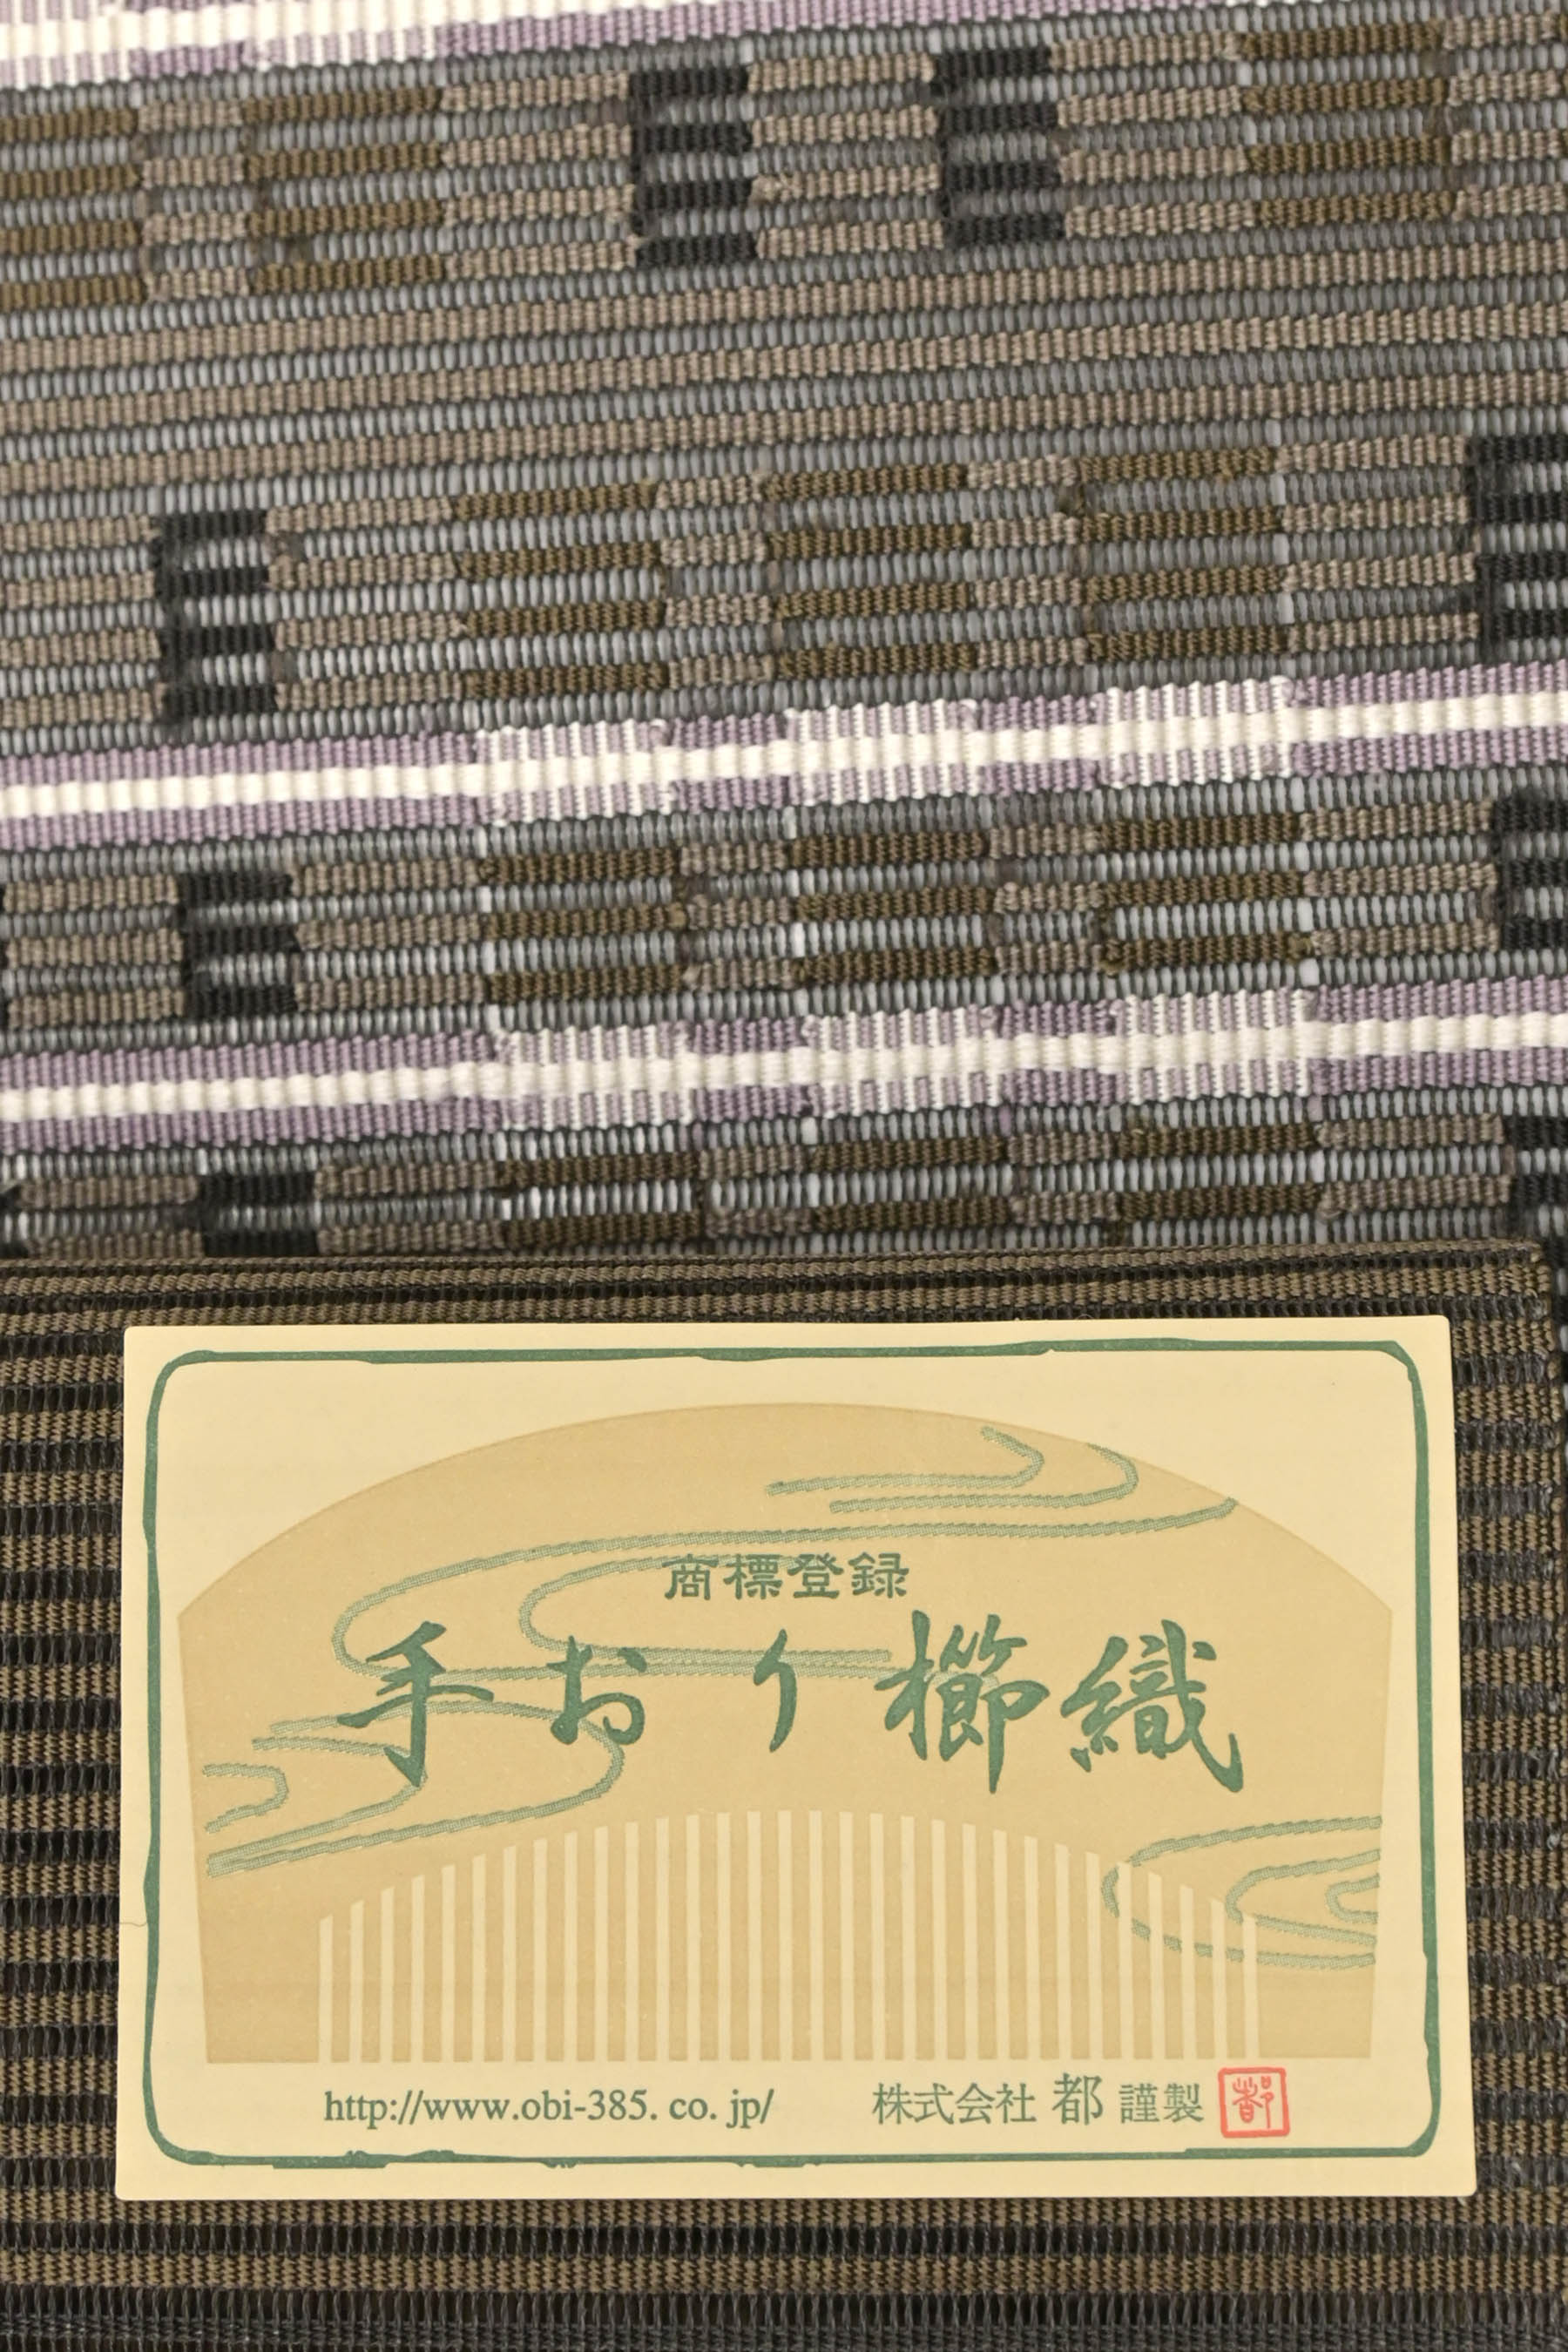 商標登録
手おり櫛織
http://www.obi-385.co.jp/ 株式会社 都 謹製 都